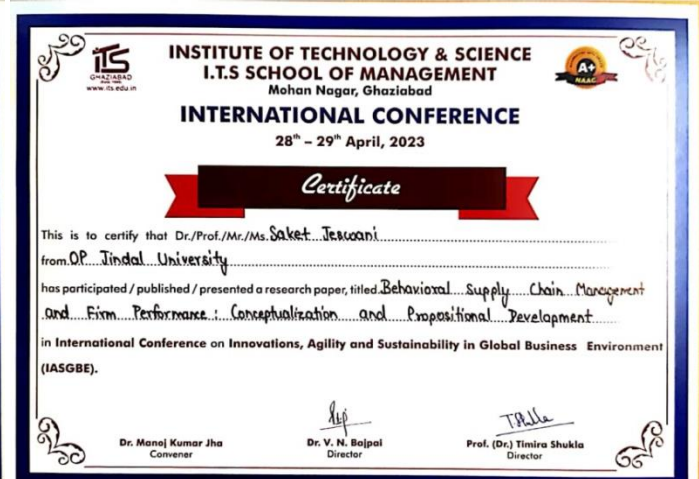 iTS
GHAZIABAD
www.its.edu.in
INSTITUTE OF TECHNOLOGY & SCIENCE
I.T.S SCHOOL OF MANAGEMENT
Mohan Nagar, Ghaziabad
A+
NAAC
INTERNATIONAL CONFERENCE
28th – 29th April, 2023
Certificate
This is to certify that Dr./Prof./Mr./Ms. Saket Jeswani
from O.P. Jindal University
has participated / published / presented a research paper, titled Behavioral Supply Chain Management
and Firm Performance : Conceptualization and Propositional Development
in International Conference on Innovations, Agility and Sustainability in Global Business Environment
(IASGBE).
TShukla
Dr. Manoj Kumar Jha
Convener
Dr. V. N. Bajpai
Director
Prof. (Dr.) Timira Shukla
Director